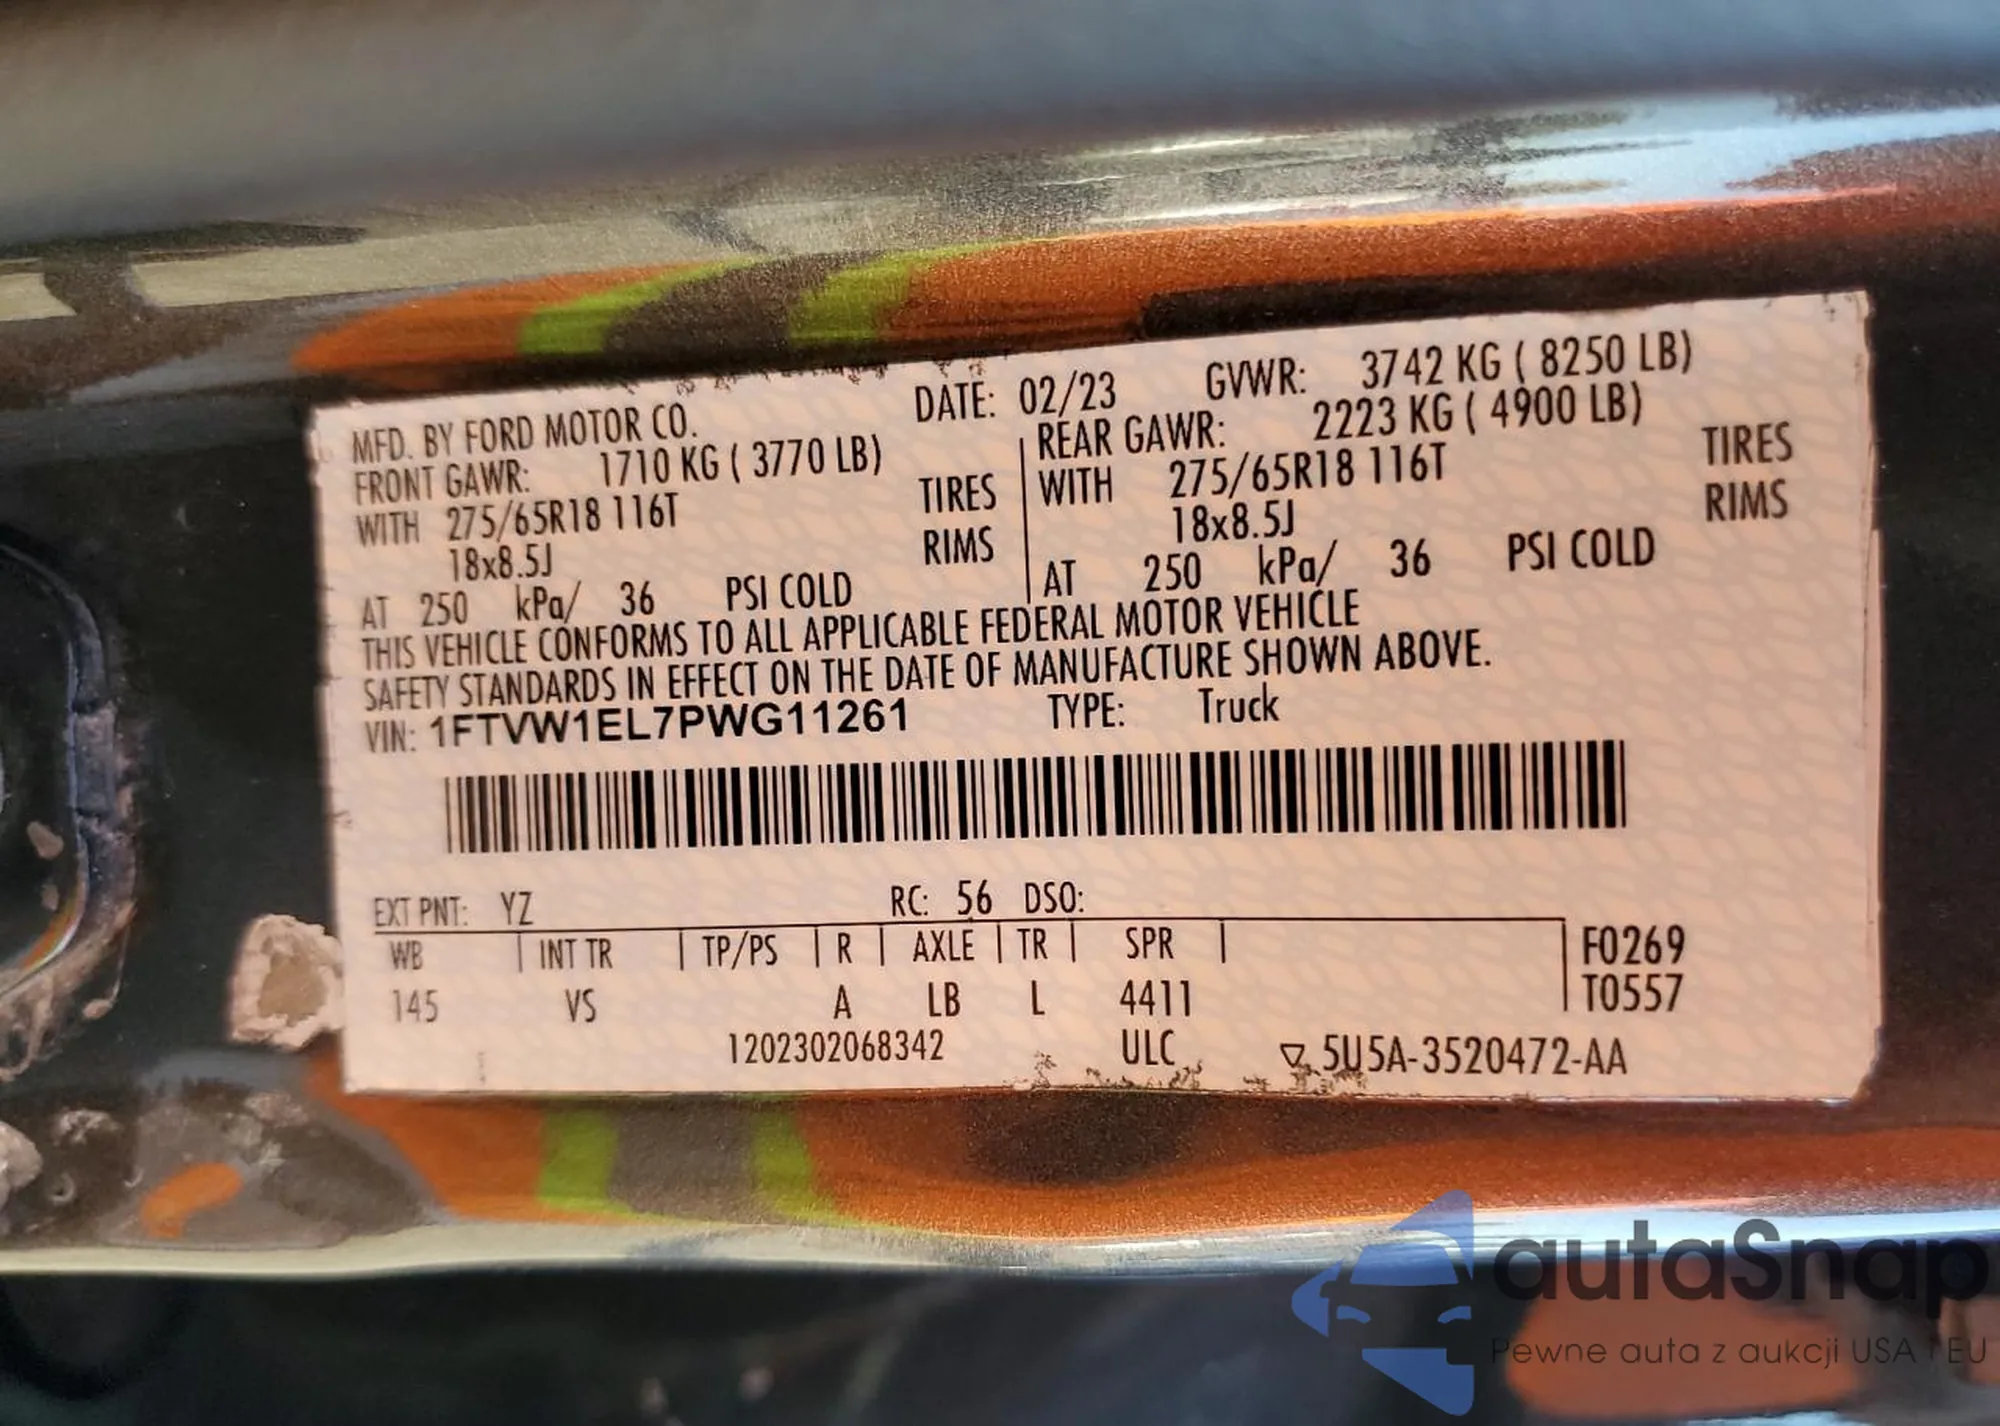 MFD. BY FORD MOTOR CO. DATE: 02/23 GVWR: 3742 KG ( 8250 LB)
FRONT GAWR: 1710 KG ( 3770 LB) REAR GAWR: 2223 KG ( 4900 LB)
WITH 275/65R18 116T TIRES WITH 275/65R18 116T TIRES
18x8.5J RIMS 18x8.5J RIMS
AT 250 kPa/ 36 PSI COLD AT 250 kPa/ 36 PSI COLD
THIS VEHICLE CONFORMS TO ALL APPLICABLE FEDERAL MOTOR VEHICLE
SAFETY STANDARDS IN EFFECT ON THE DATE OF MANUFACTURE SHOWN ABOVE.
VIN: 1FTVW1EL7PWG11261 TYPE: Truck
EXT PNT: YZ RC: 56 DSO:
WB INT TR TP/PS R AXLE TR SPR F0269
145 VS A LB L 4411 T0557
1202302068342 ULC 5U5A-3520472-AA
autaSnap
Pewne auta z aukcji USA i EU